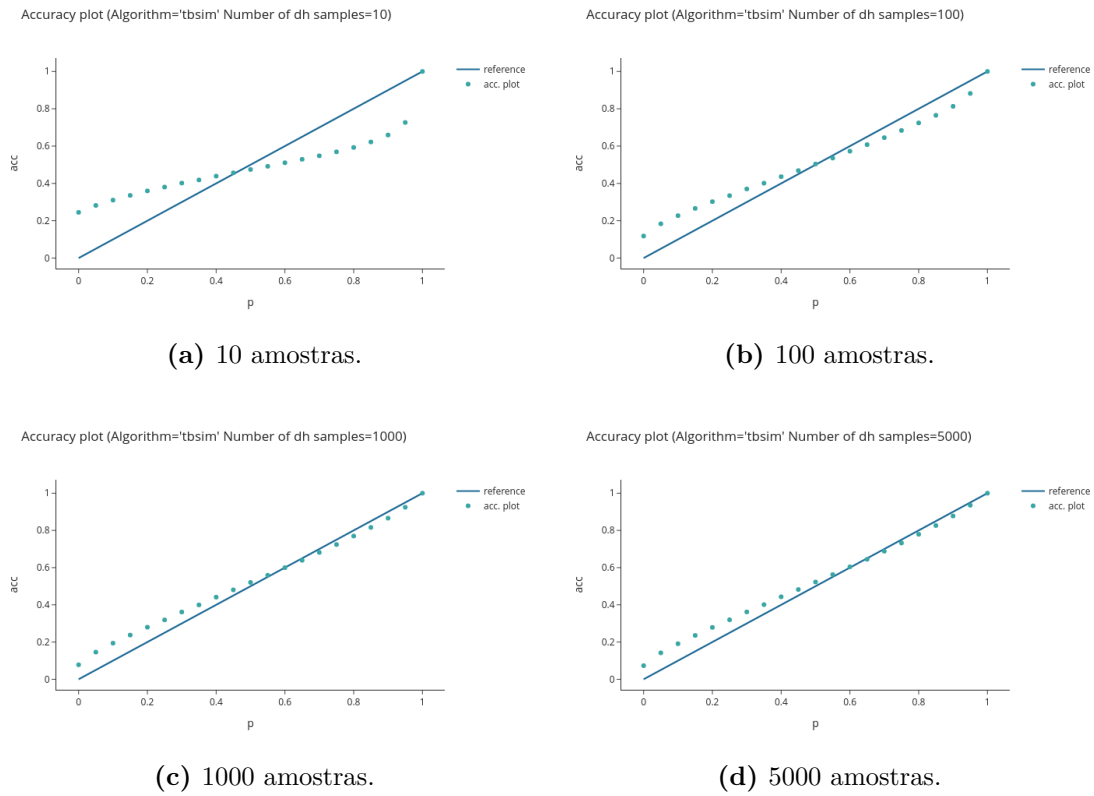 Accuracy plot (Algorithm='tbsim' Number of dh samples=10)
reference
acc. plot
1
0.8
0.6
0.4
0.2
0
acc
0 0.2 0.4 0.6 0.8 1
p
(a) 10 amostras.
Accuracy plot (Algorithm='tbsim' Number of dh samples=100)
reference
acc. plot
1
0.8
0.6
0.4
0.2
0
acc
0 0.2 0.4 0.6 0.8 1
p
(b) 100 amostras.
Accuracy plot (Algorithm='tbsim' Number of dh samples=1000)
reference
acc. plot
1
0.8
0.6
0.4
0.2
0
acc
0 0.2 0.4 0.6 0.8 1
p
(c) 1000 amostras.
Accuracy plot (Algorithm='tbsim' Number of dh samples=5000)
reference
acc. plot
1
0.8
0.6
0.4
0.2
0
acc
0 0.2 0.4 0.6 0.8 1
p
(d) 5000 amostras.